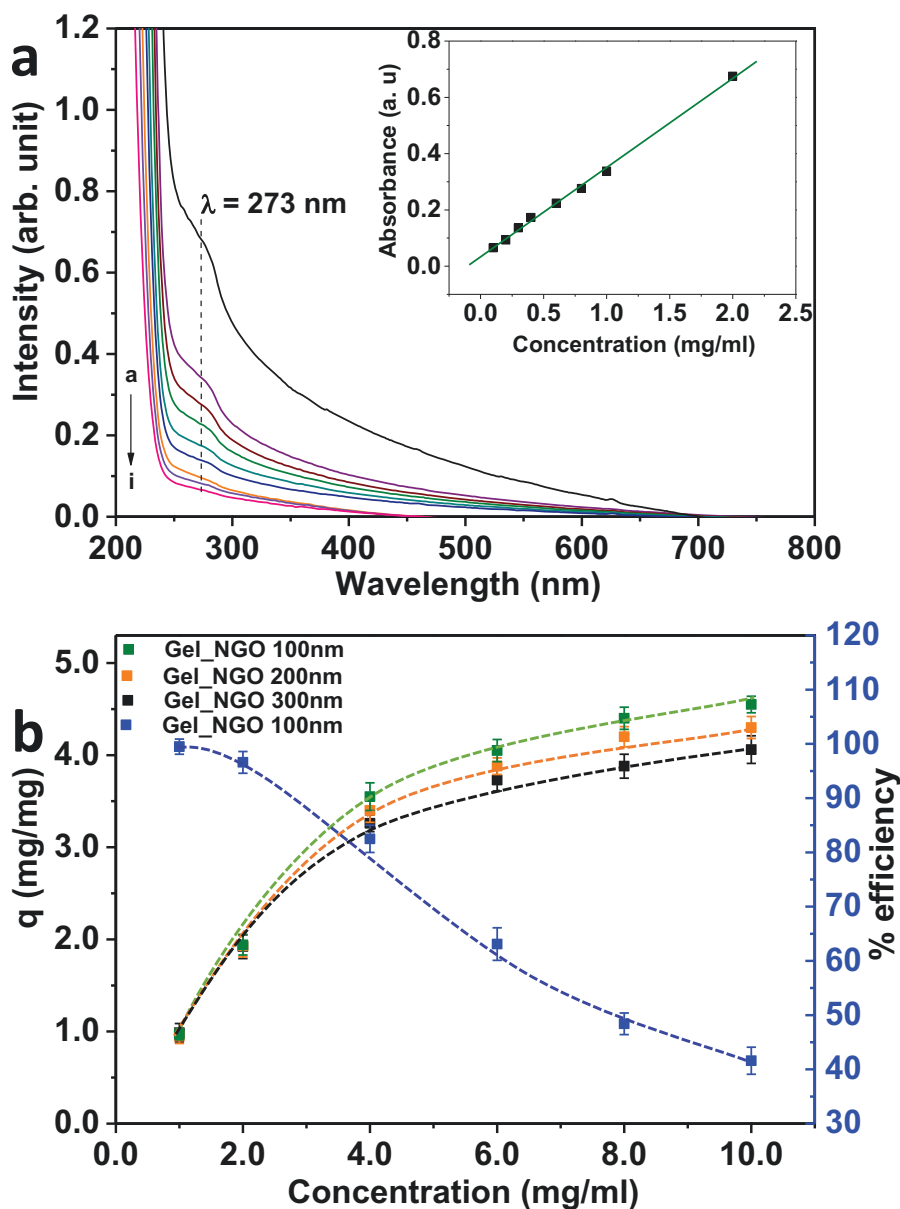 a
1.2
1.0
0.8
0.6
0.4
0.2
0.0
Intensity (arb. unit)
λ = 273 nm
a
i
200 300 400 500 600 700 800
Wavelength (nm)
0.8
0.6
0.4
0.2
0.0
Absorbance (a. u)
0.0 0.5 1.0 1.5 2.0 2.5
Concentration (mg/ml)
b
Gel_NGO 100nm
Gel_NGO 200nm
Gel_NGO 300nm
Gel_NGO 100nm
5.0
4.0
3.0
2.0
1.0
0.0
q (mg/mg)
120
110
100
90
80
70
60
50
40
30
% efficiency
0.0 2.0 4.0 6.0 8.0 10.0
Concentration (mg/ml)